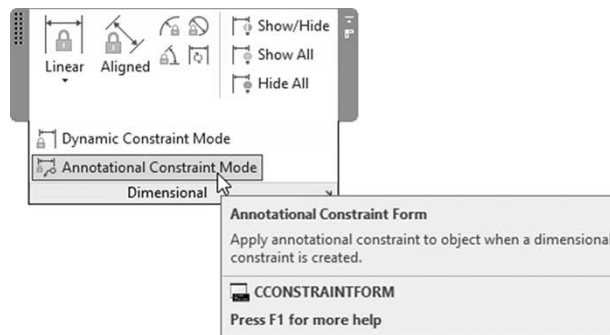 Linear
Aligned
Show/Hide
Show All
Hide All
Dynamic Constraint Mode
Annotational Constraint Mode
Dimensional
Annotational Constraint Form
Apply annotational constraint to object when a dimensional
constraint is created.
CCONSTRAINTFORM
Press F1 for more help